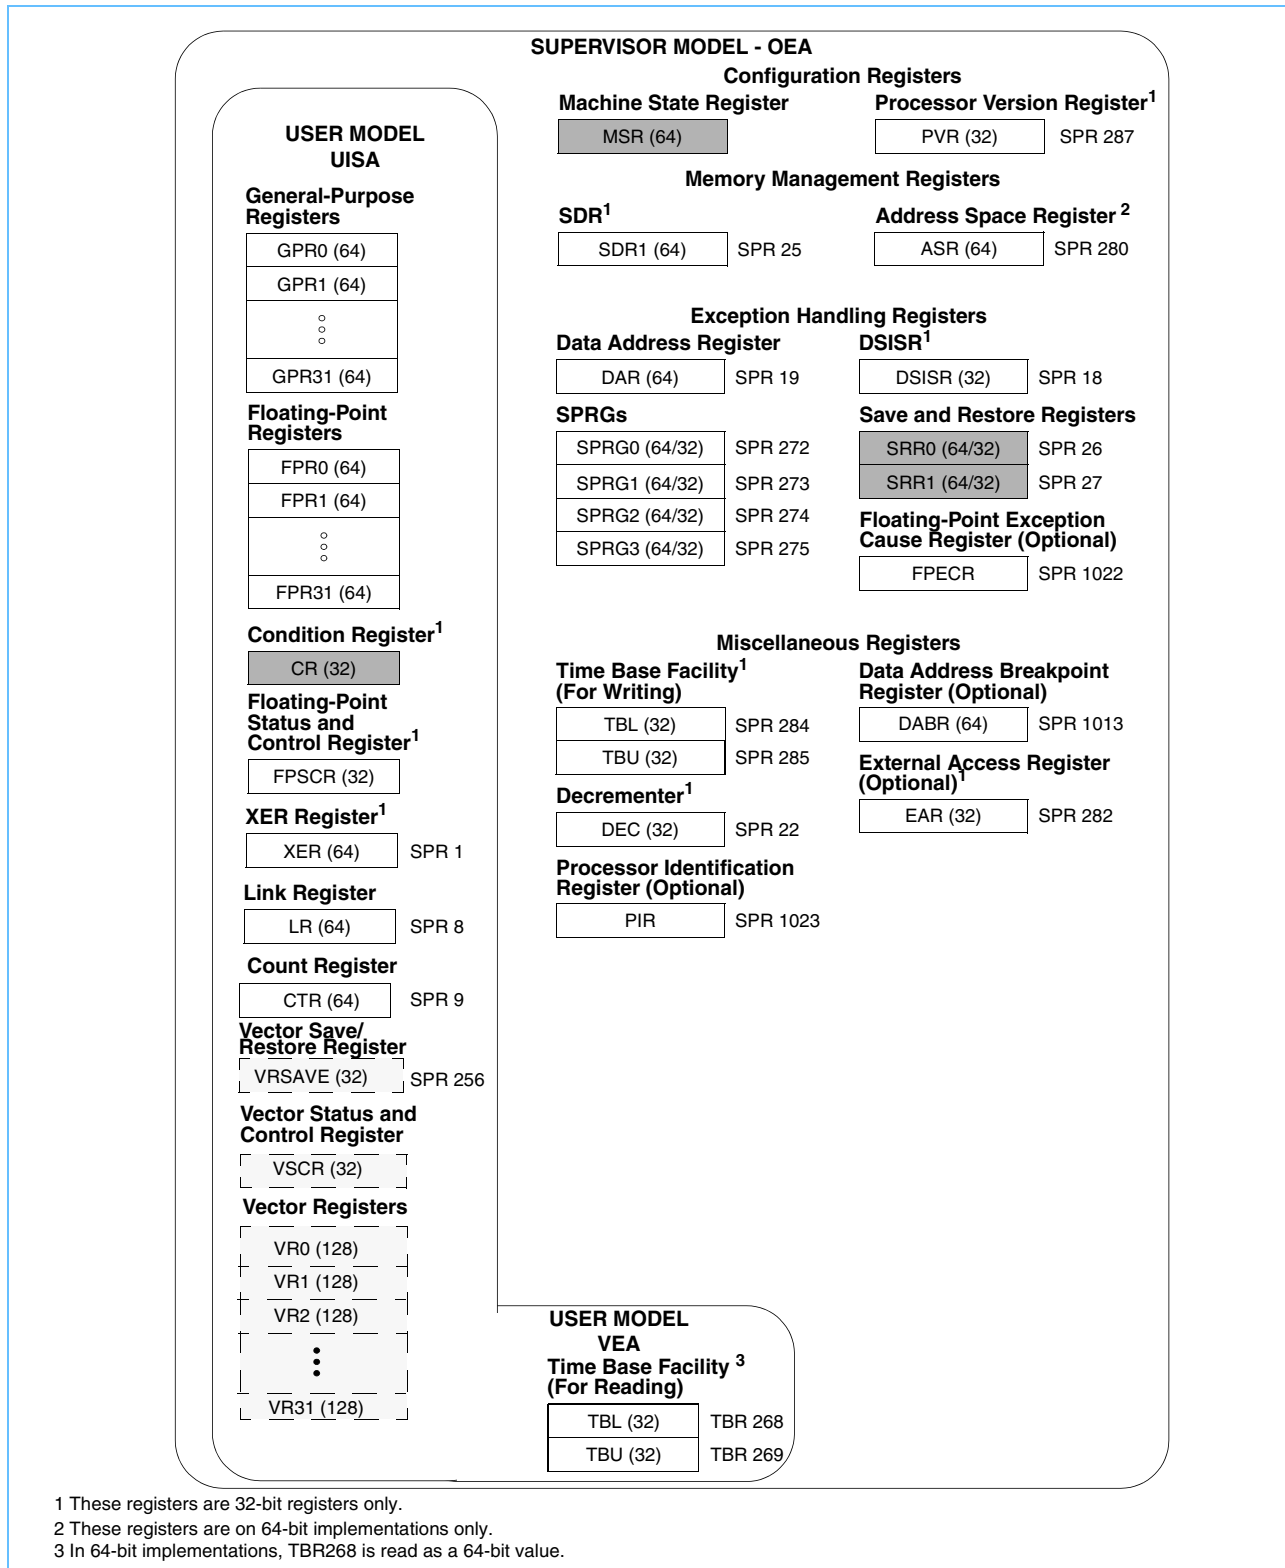 SUPERVISOR MODEL - OEA
Configuration Registers
Machine State Register
MSR (64)
Processor Version Register1
PVR (32) SPR 287
Memory Management Registers
SDR1
SDR1 (64) SPR 25
Address Space Register 2
ASR (64) SPR 280
Exception Handling Registers
Data Address Register
DAR (64) SPR 19
DSISR1
DSISR (32) SPR 18
SPRGs
SPRG0 (64/32) SPR 272
SPRG1 (64/32) SPR 273
SPRG2 (64/32) SPR 274
SPRG3 (64/32) SPR 275
Save and Restore Registers
SRR0 (64/32) SPR 26
SRR1 (64/32) SPR 27
Floating-Point Exception
Cause Register (Optional)
FPECR SPR 1022
Miscellaneous Registers
Time Base Facility1
(For Writing)
TBL (32) SPR 284
TBU (32) SPR 285
Decrementer1
DEC (32) SPR 22
Processor Identification
Register (Optional)
PIR SPR 1023
Data Address Breakpoint
Register (Optional)
DABR (64) SPR 1013
External Access Register
(Optional)1
EAR (32) SPR 282
USER MODEL
UISA
General-Purpose
Registers
GPR0 (64)
GPR1 (64)
GPR31 (64)
Floating-Point
Registers
FPR0 (64)
FPR1 (64)
FPR31 (64)
Condition Register1
CR (32)
Floating-Point
Status and
Control Register1
FPSCR (32)
XER Register1
XER (64) SPR 1
Link Register
LR (64) SPR 8
Count Register
CTR (64) SPR 9
Vector Save/
Restore Register
VRSAVE (32) SPR 256
Vector Status and
Control Register
VSCR (32)
Vector Registers
VR0 (128)
VR1 (128)
VR2 (128)
VR31 (128)
USER MODEL
VEA
Time Base Facility 3
(For Reading)
TBL (32) TBR 268
TBU (32) TBR 269
1 These registers are 32-bit registers only.
2 These registers are on 64-bit implementations only.
3 In 64-bit implementations, TBR268 is read as a 64-bit value.